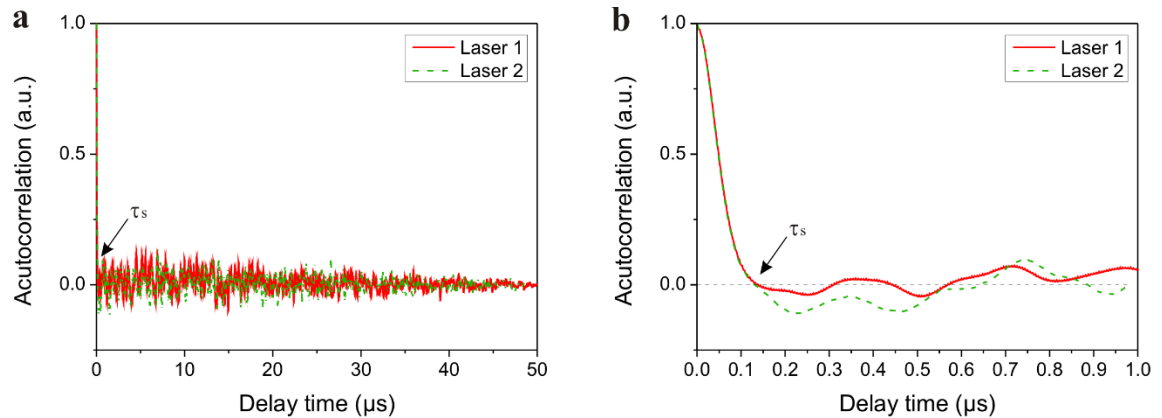 a
1.0
0.5
0.0
Acutocorrelation (a.u.)
Laser 1
Laser 2
τs
0 10 20 30 40 50
Delay time (μs)
b
1.0
0.5
0.0
Acutocorrelation (a.u.)
Laser 1
Laser 2
τs
0.0 0.1 0.2 0.3 0.4 0.5 0.6 0.7 0.8 0.9 1.0
Delay time (μs)